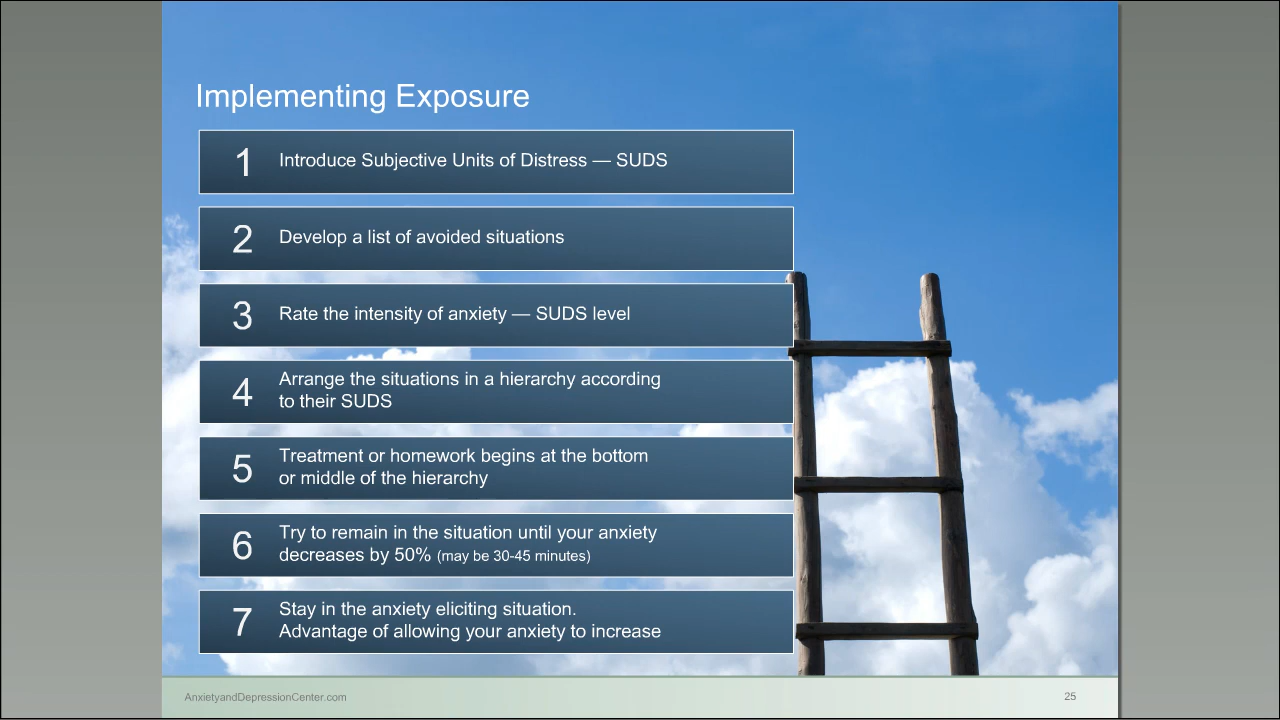 Implementing Exposure
1
Introduce Subjective Units of Distress — SUDS
2
Develop a list of avoided situations
3
Rate the intensity of anxiety — SUDS level
4
Arrange the situations in a hierarchy according
to their SUDS
5
Treatment or homework begins at the bottom
or middle of the hierarchy
6
Try to remain in the situation until your anxiety
decreases by 50% (may be 30-45 minutes)
7
Stay in the anxiety eliciting situation.
Advantage of allowing your anxiety to increase
AnxietyandDepressionCenter.com
25